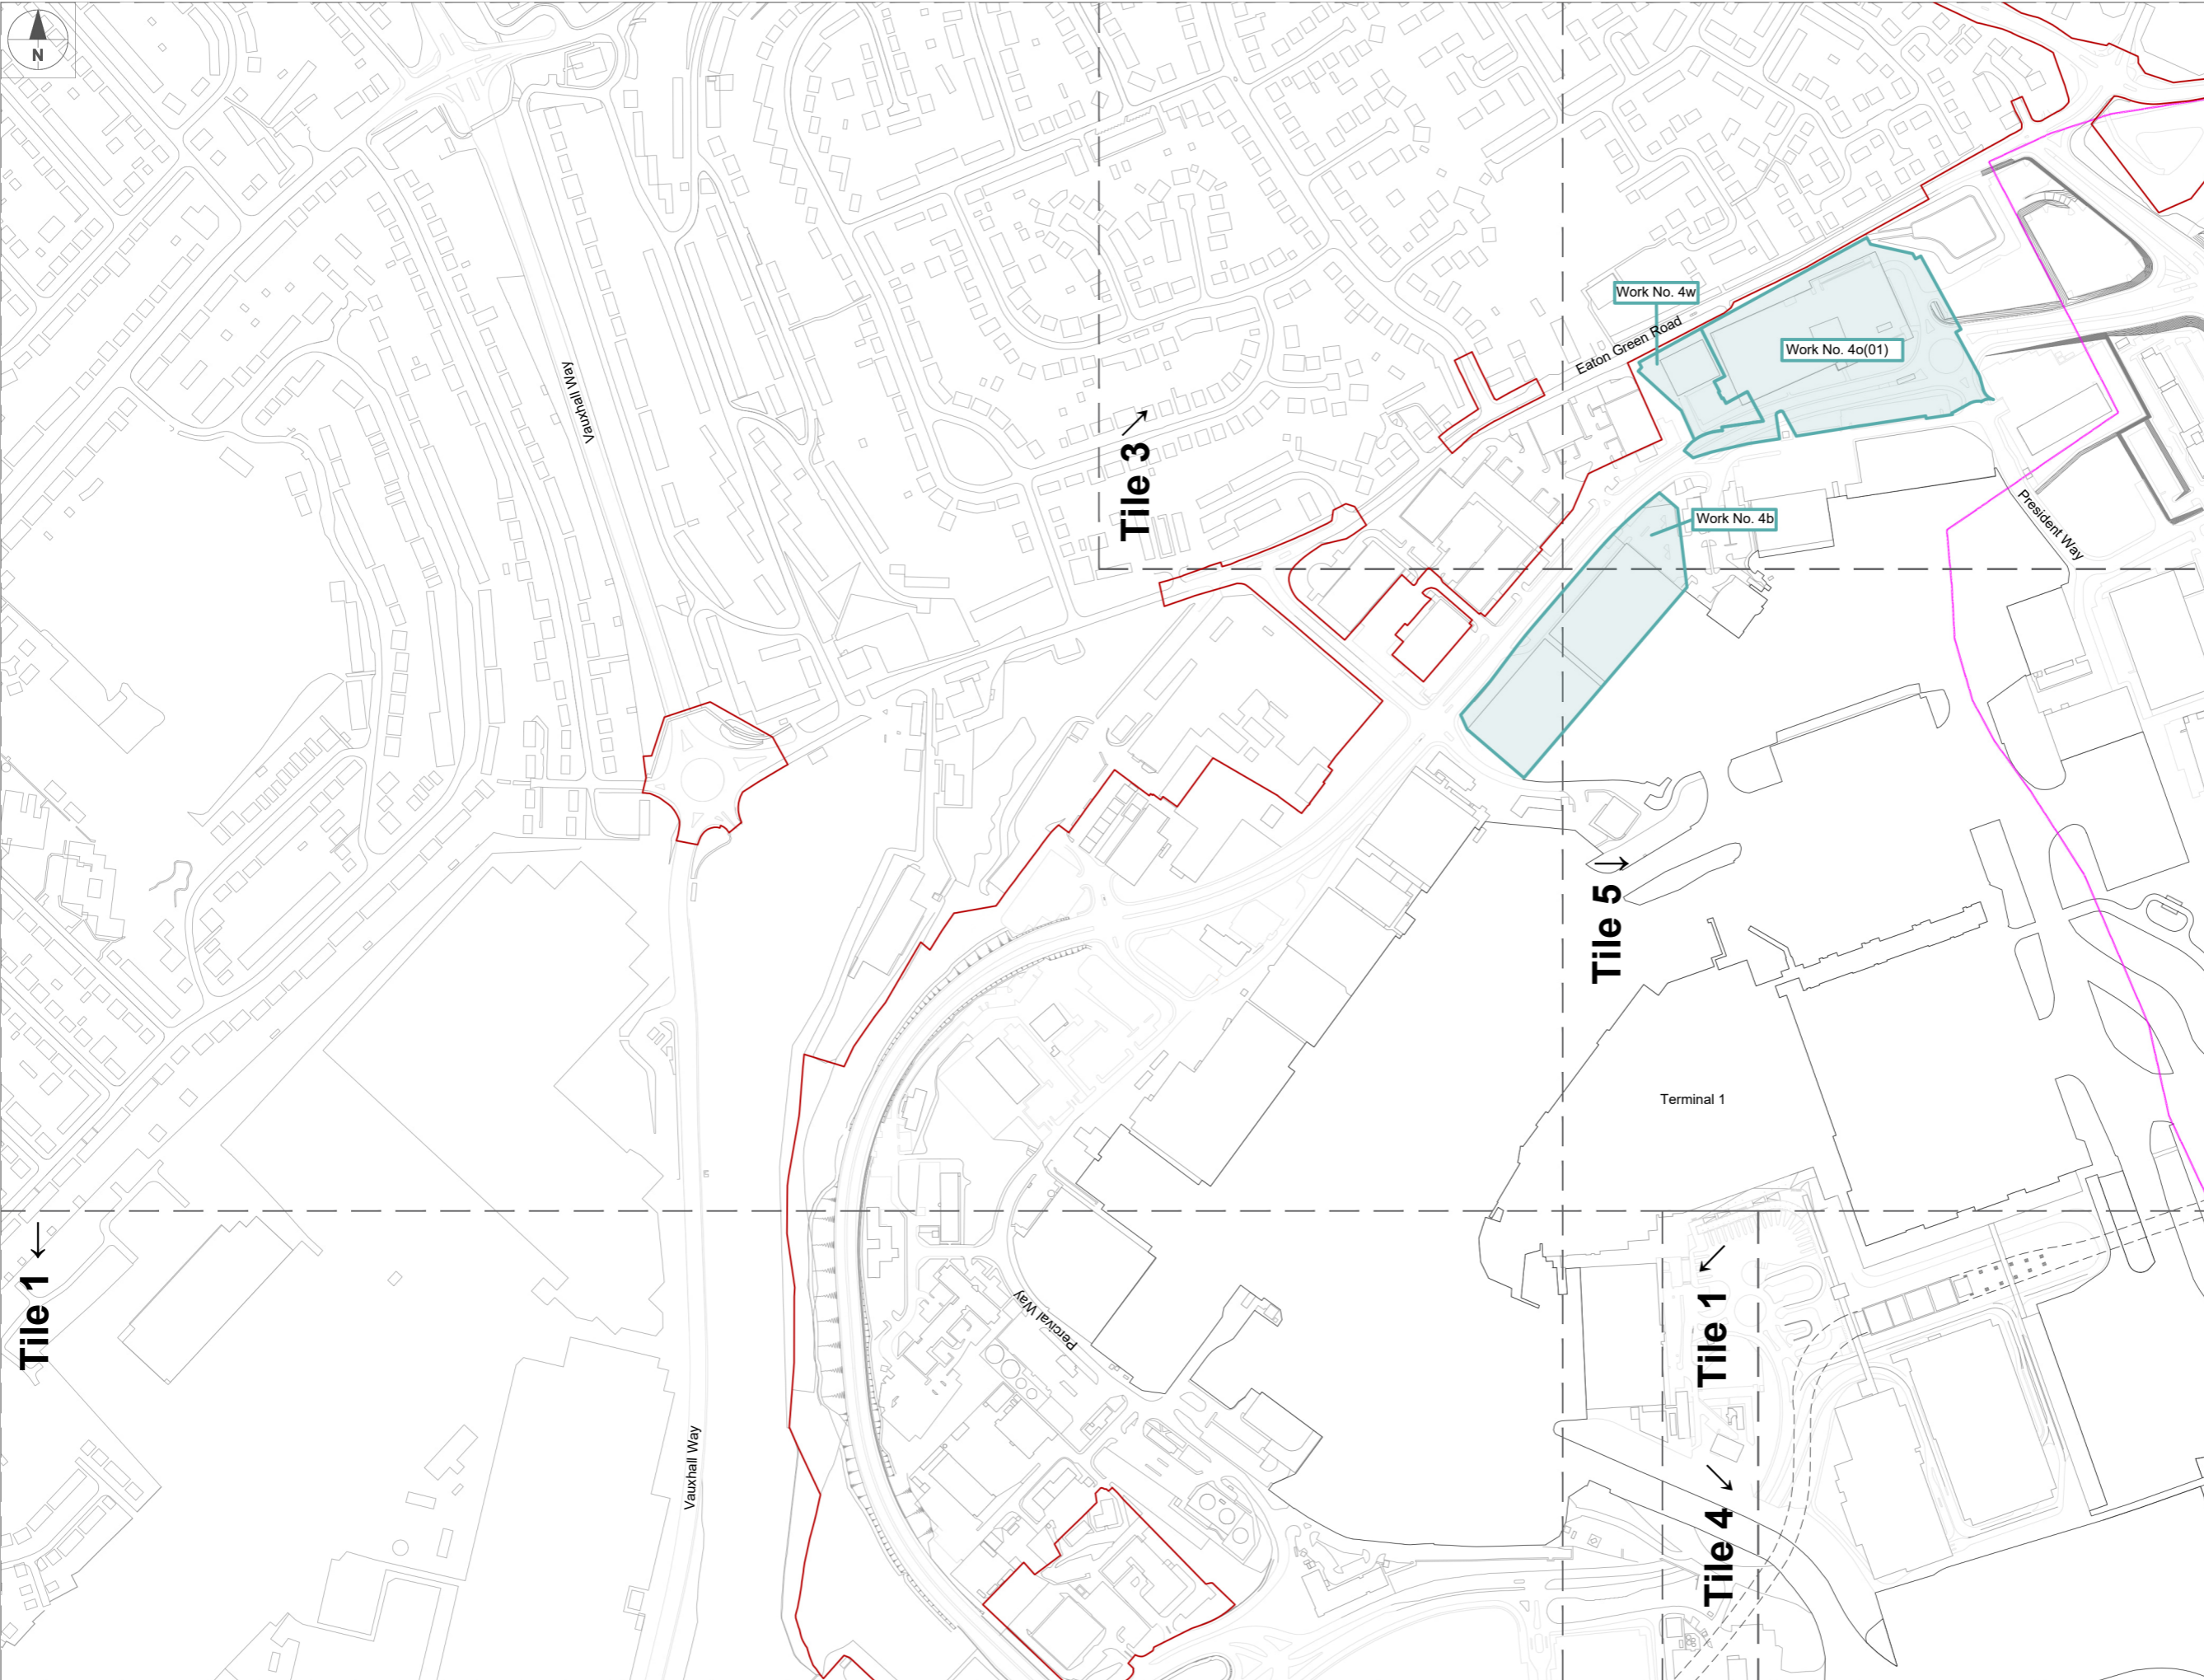 N
Work No. 4w
Eaton Green Road
Work No. 4o(01)
Vauxhall Way
Tile 3
President Way
Work No. 4b
Tile 5
Terminal 1
Tile 1
Percival Way
Tile 1
Vauxhall Way
Tile 4